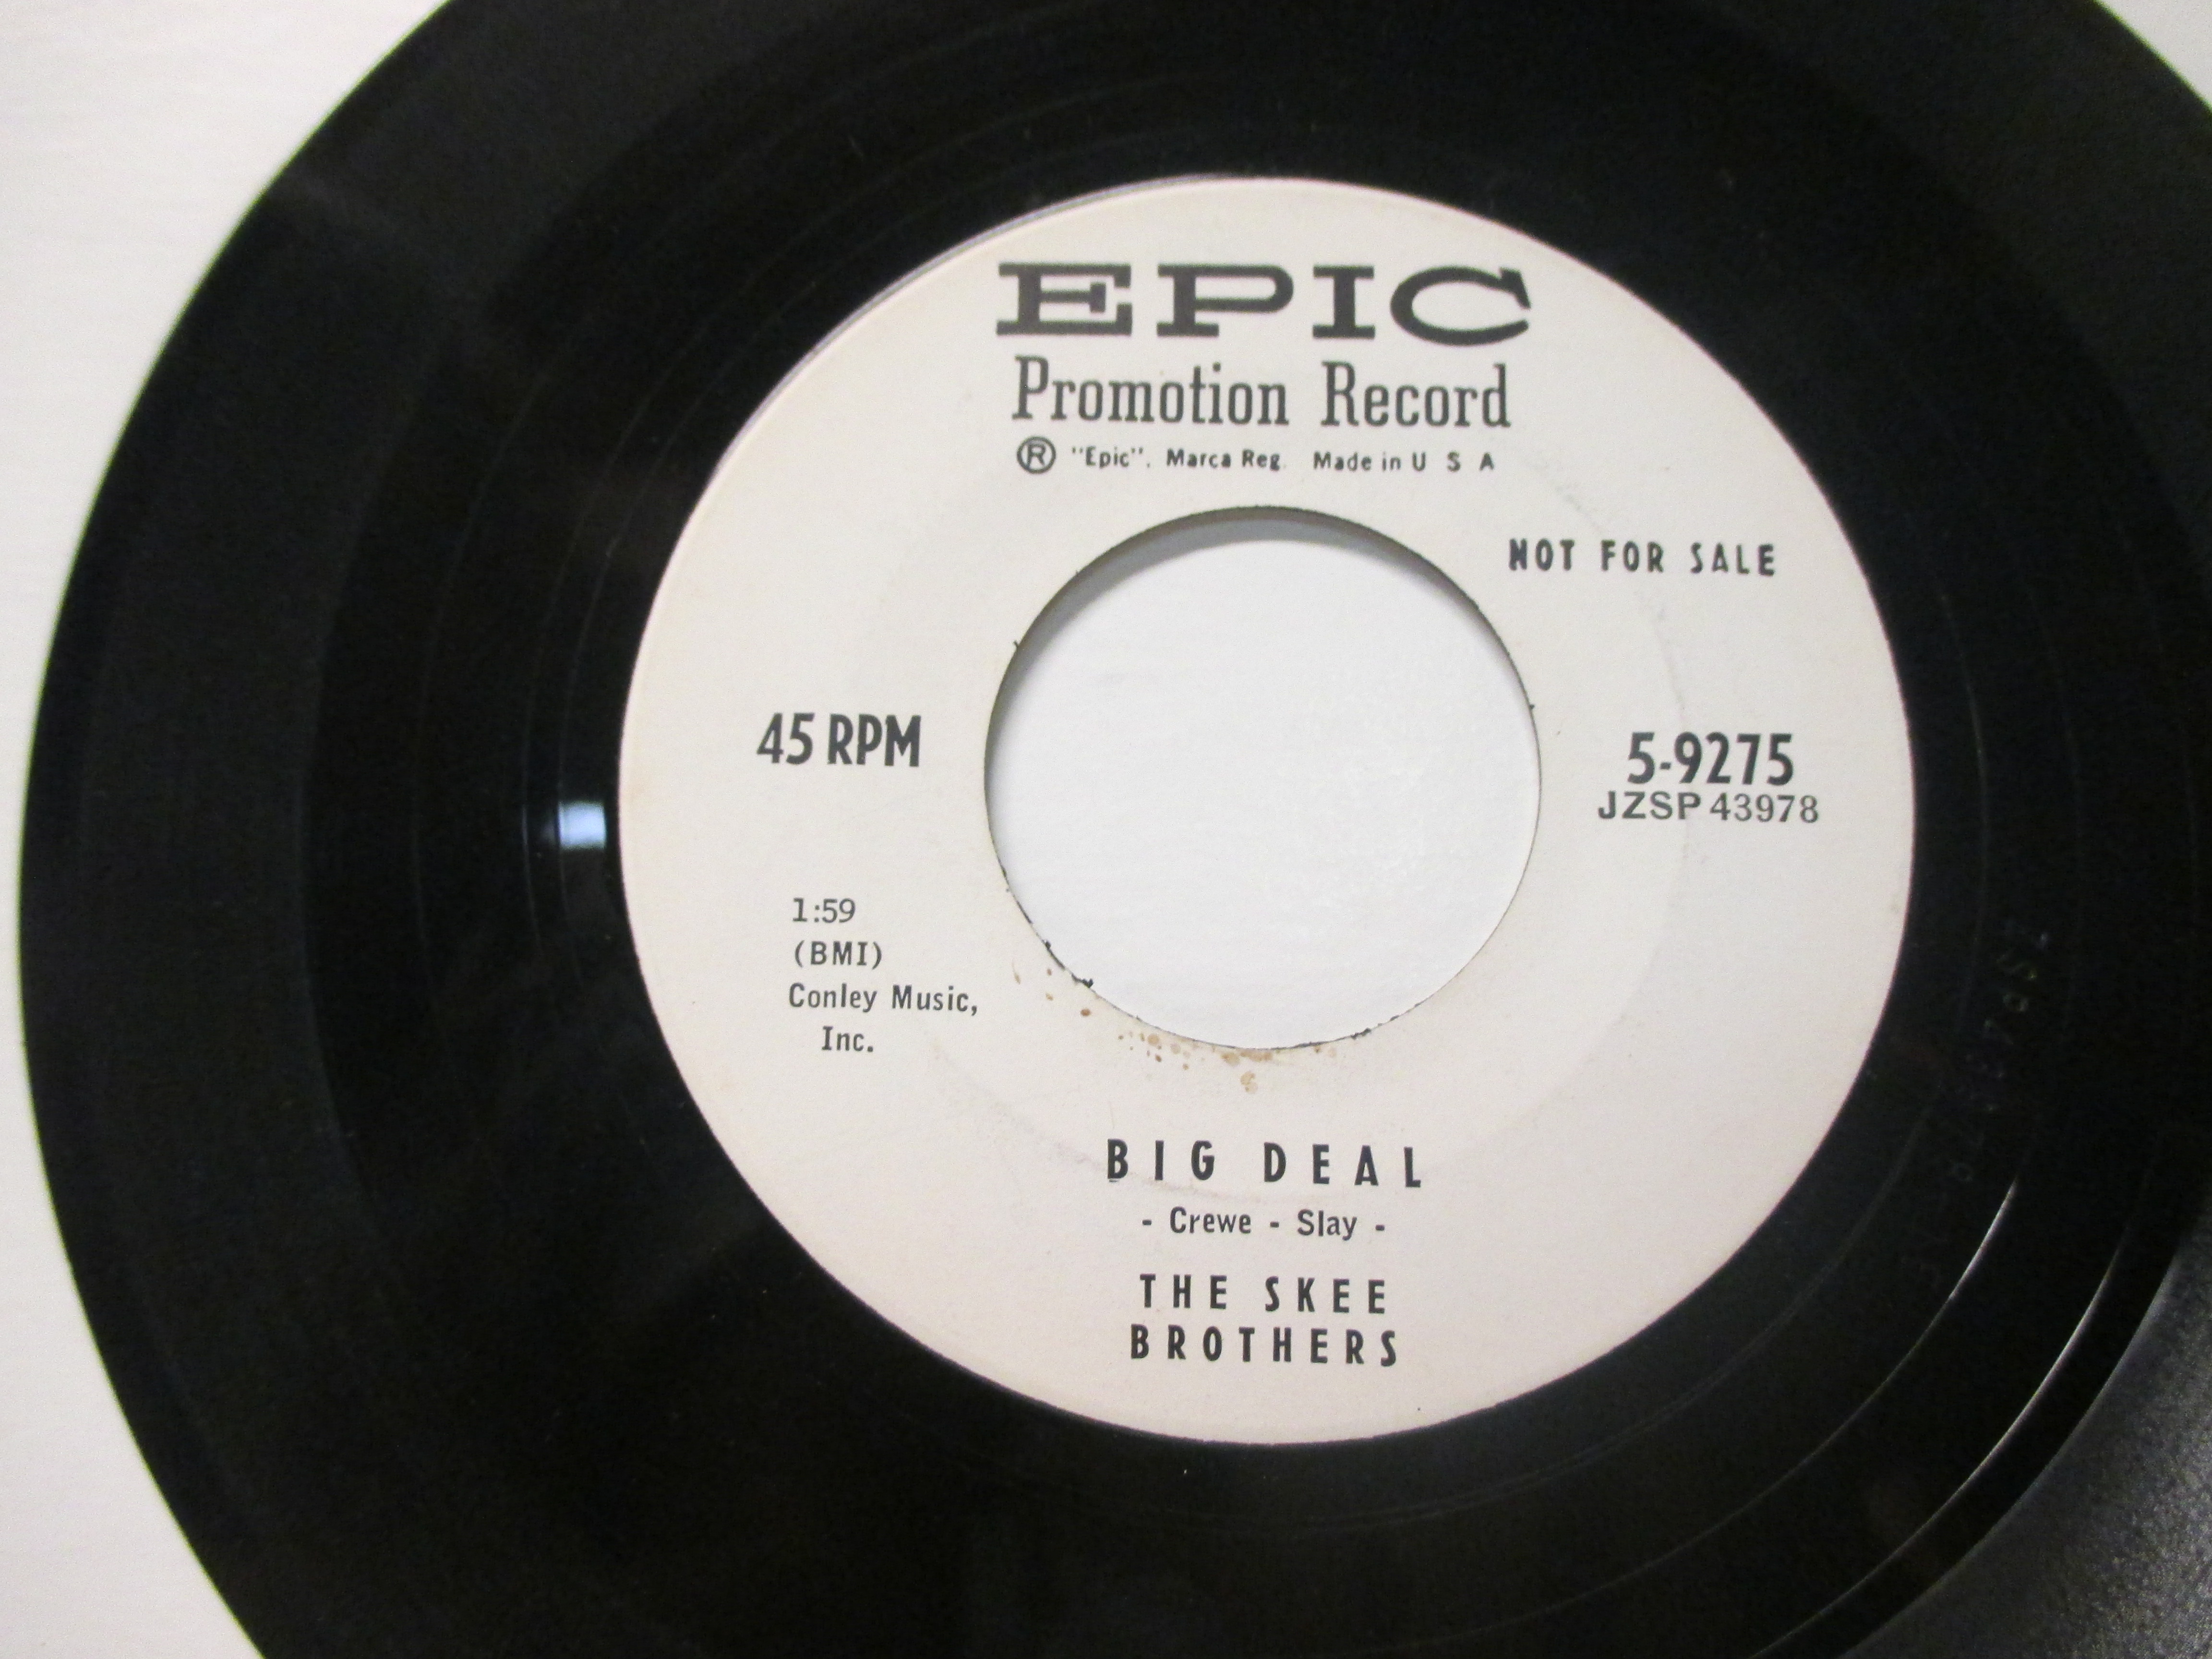 EPIC
Promotion Record
® "Epic". Marca Reg. Made in U S A
NOT FOR SALE
45 RPM
5-9275
JZSP 43978
1:59
(BMI)
Conley Music,
Inc.
BIG DEAL
- Crewe - Slay -
THE SKEE
BROTHERS